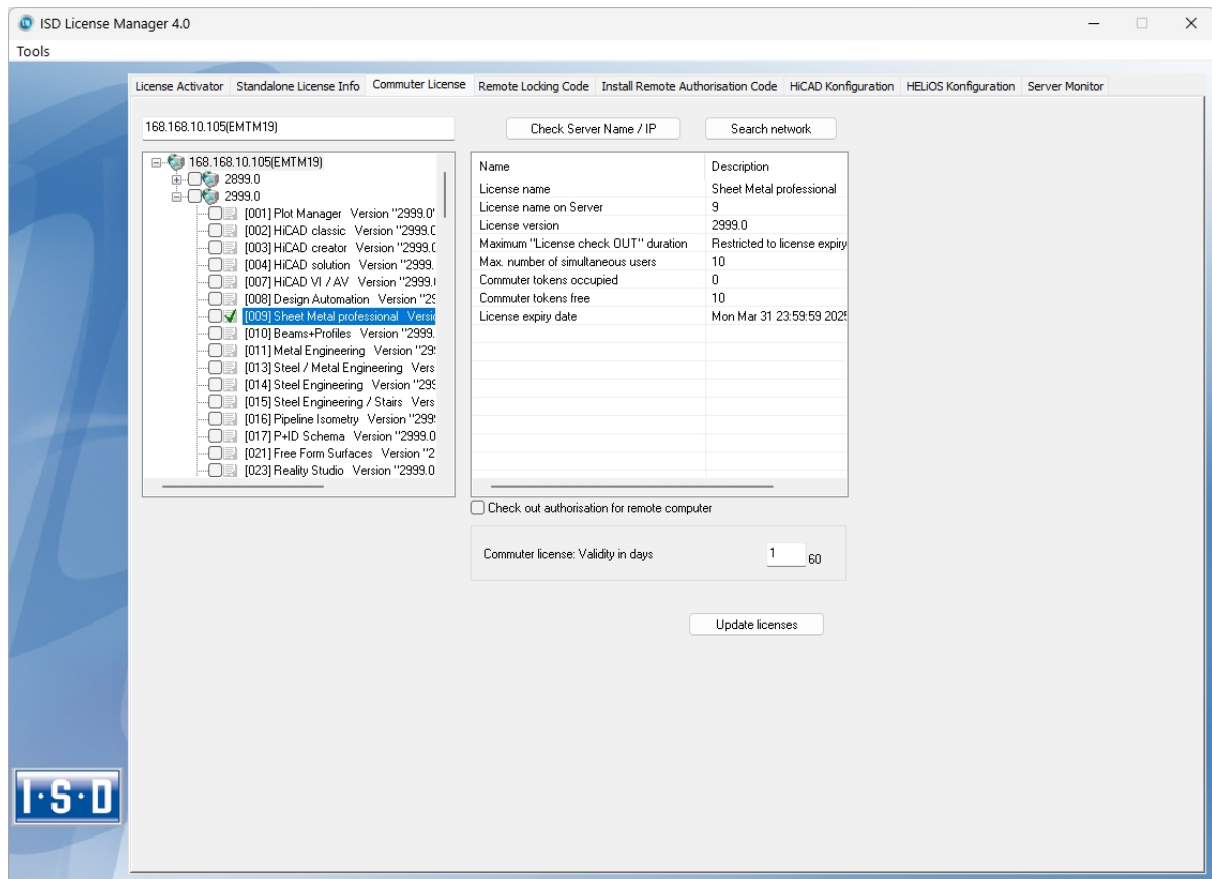 ISD License Manager 4.0
Tools
License Activator Standalone License Info Commuter License Remote Locking Code Install Remote Authorisation Code HiCAD Konfiguration HELiOS Konfiguration Server Monitor
168.168.10.105(EMTM19) Check Server Name / IP Search network
168.168.10.105(EMTM19)
2899.0
2999.0
[001] Plot Manager Version "2999.0"
[002] HiCAD classic Version "2999.0
[003] HiCAD creator Version "2999.0
[004] HiCAD solution Version "2999.
[007] HiCAD VI / AV Version "2999.
[008] Design Automation Version "29
[009] Sheet Metal professional Versio
[010] Beams+Profiles Version "2999.
[011] Metal Engineering Version "299
[013] Steel / Metal Engineering Vers
[014] Steel Engineering Version "299
[015] Steel Engineering / Stairs Vers
[016] Pipeline Isometry Version "299
[017] P+ID Schema Version "2999.0
[021] Free Form Surfaces Version "2
[023] Reality Studio Version "2999.0
Name Description
License name Sheet Metal professional
License name on Server 9
License version 2999.0
Maximum "License check OUT" duration Restricted to license expiry
Max. number of simultaneous users 10
Commuter tokens occupied 0
Commuter tokens free 10
License expiry date Mon Mar 31 23:59:59 2025
Check out authorisation for remote computer
Commuter license: Validity in days 1 60
Update licenses
I·S·D